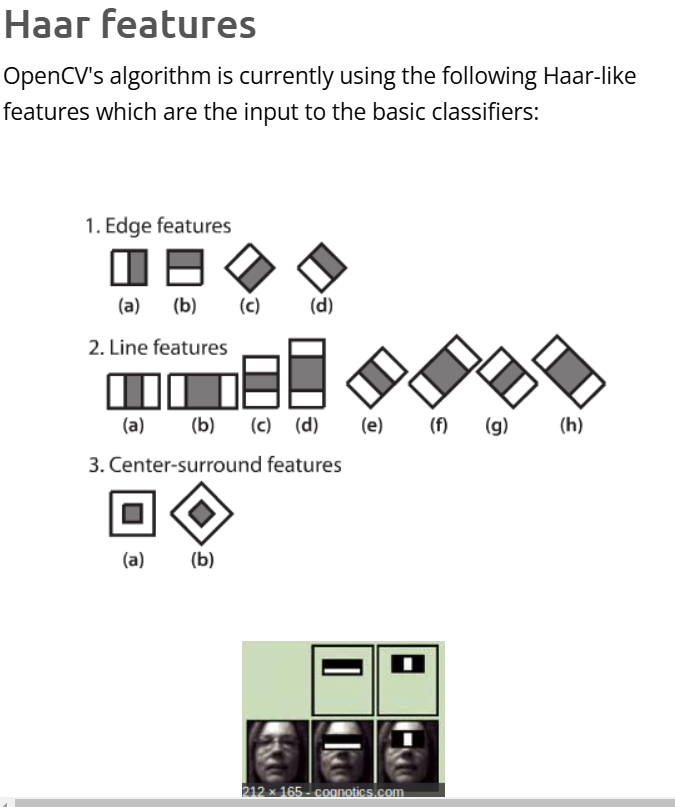 Haar features
OpenCV's algorithm is currently using the following Haar-like
features which are the input to the basic classifiers:
1. Edge features
(a) (b) (c) (d)
2. Line features
(a) (b) (c) (d) (e) (f) (g) (h)
3. Center-surround features
(a) (b)
212 × 165 - cognotics.com